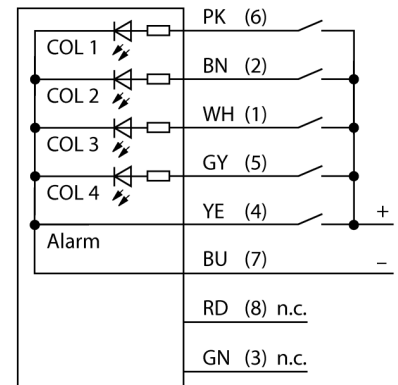 PK (6)
COL 1
BN (2)
COL 2
WH (1)
COL 3
GY (5)
COL 4
YE (4) +
Alarm
BU (7) –
RD (8) n.c.
GN (3) n.c.